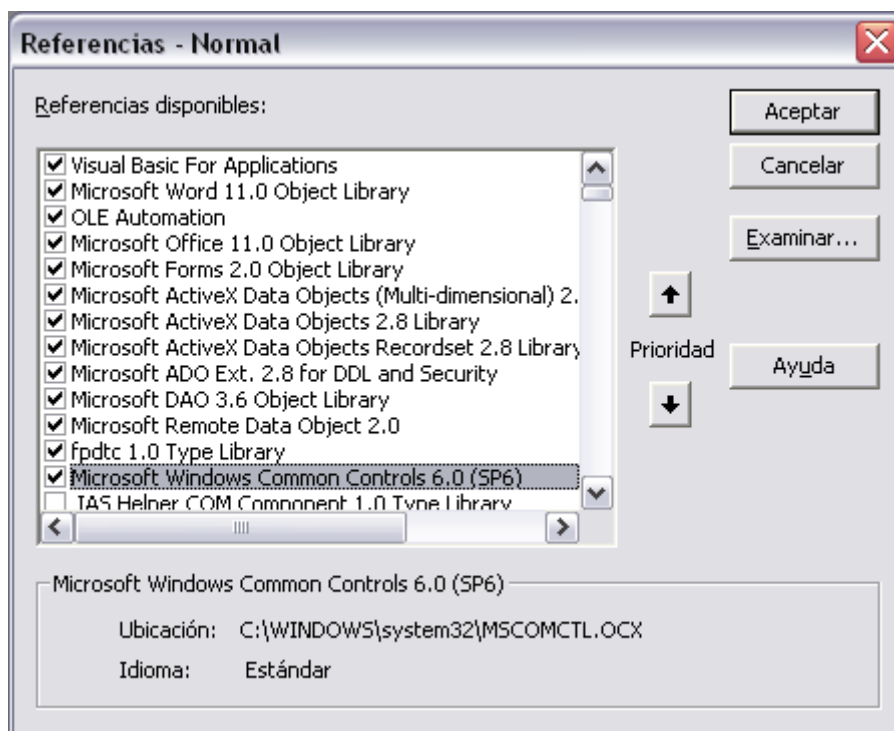 Referencias - Normal
Referencias disponibles:
Aceptar
Cancelar
Examinar...
Prioridad
Ayuda
Visual Basic For Applications
Microsoft Word 11.0 Object Library
OLE Automation
Microsoft Office 11.0 Object Library
Microsoft Forms 2.0 Object Library
Microsoft ActiveX Data Objects (Multi-dimensional) 2.
Microsoft ActiveX Data Objects 2.8 Library
Microsoft ActiveX Data Objects Recordset 2.8 Library
Microsoft ADO Ext. 2.8 for DDL and Security
Microsoft DAO 3.6 Object Library
Microsoft Remote Data Object 2.0
fpdtc 1.0 Type Library
Microsoft Windows Common Controls 6.0 (SP6)
IAS Helper COM Component 1.0 Type Library
Microsoft Windows Common Controls 6.0 (SP6)
Ubicación: C:\WINDOWS\system32\MSCOMCTL.OCX
Idioma: Estándar